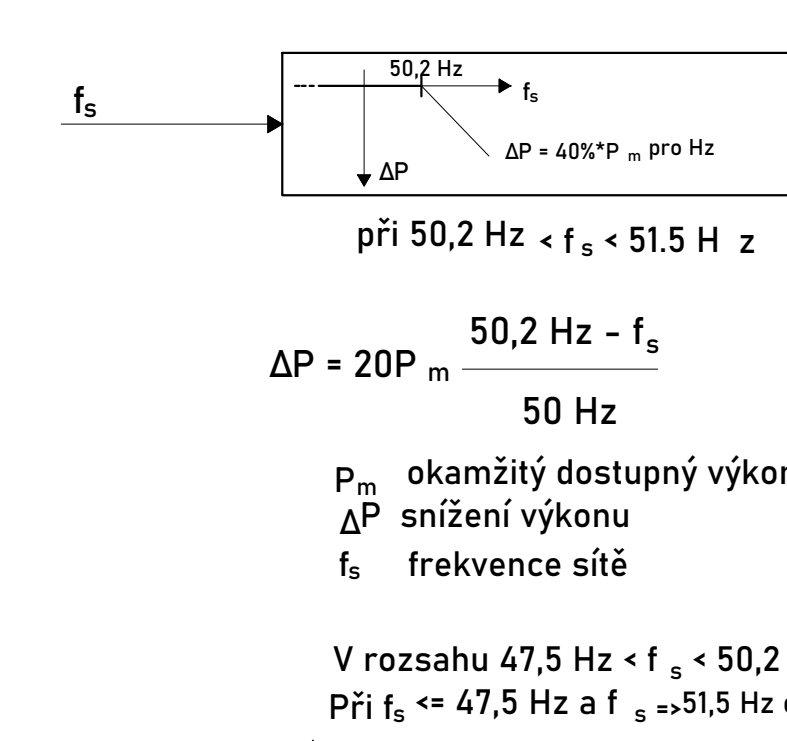 50,2 Hz
fs
fs
ΔP = 40%*P m pro Hz
ΔP
při 50,2 Hz < f s < 51.5 H z
50,2 Hz - fs
ΔP = 20P m
50 Hz
Pm okamžitý dostupný výkon
ΔP snížení výkonu
fs frekvence sítě
V rozsahu 47,5 Hz < f s < 50,2
Při fs <= 47,5 Hz a f s =>51,5 Hz